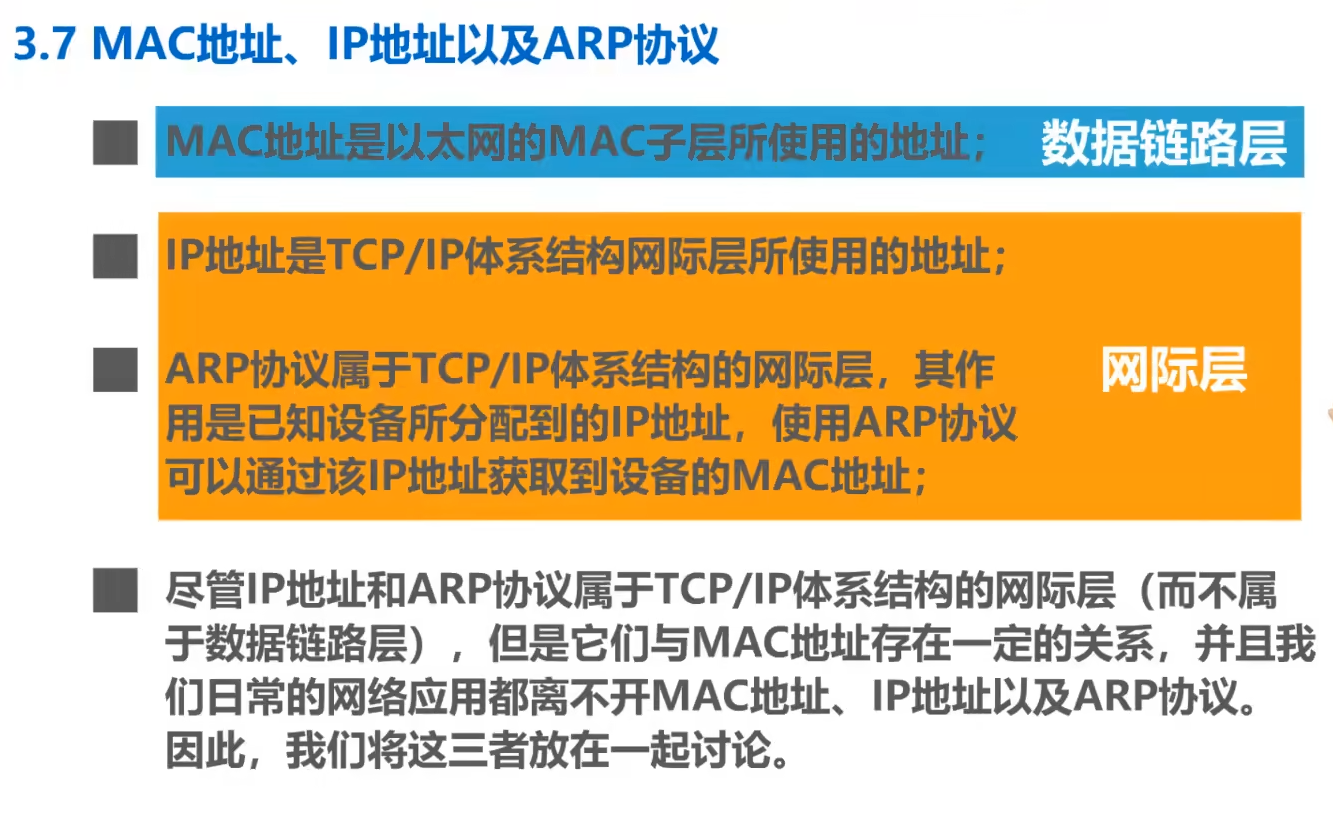 3.7 MAC地址、IP地址以及ARP协议
MAC地址是以太网的MAC子层所使用的地址； 数据链路层
IP地址是TCP/IP体系结构网际层所使用的地址；
ARP协议属于TCP/IP体系结构的网际层，其作
用是已知设备所分配到的IP地址，使用ARP协议
可以通过该IP地址获取到设备的MAC地址；
网际层
尽管IP地址和ARP协议属于TCP/IP体系结构的网际层（而不属
于数据链路层），但是它们与MAC地址存在一定的关系，并且我
们日常的网络应用都离不开MAC地址、IP地址以及ARP协议。
因此，我们将这三者放在一起讨论。